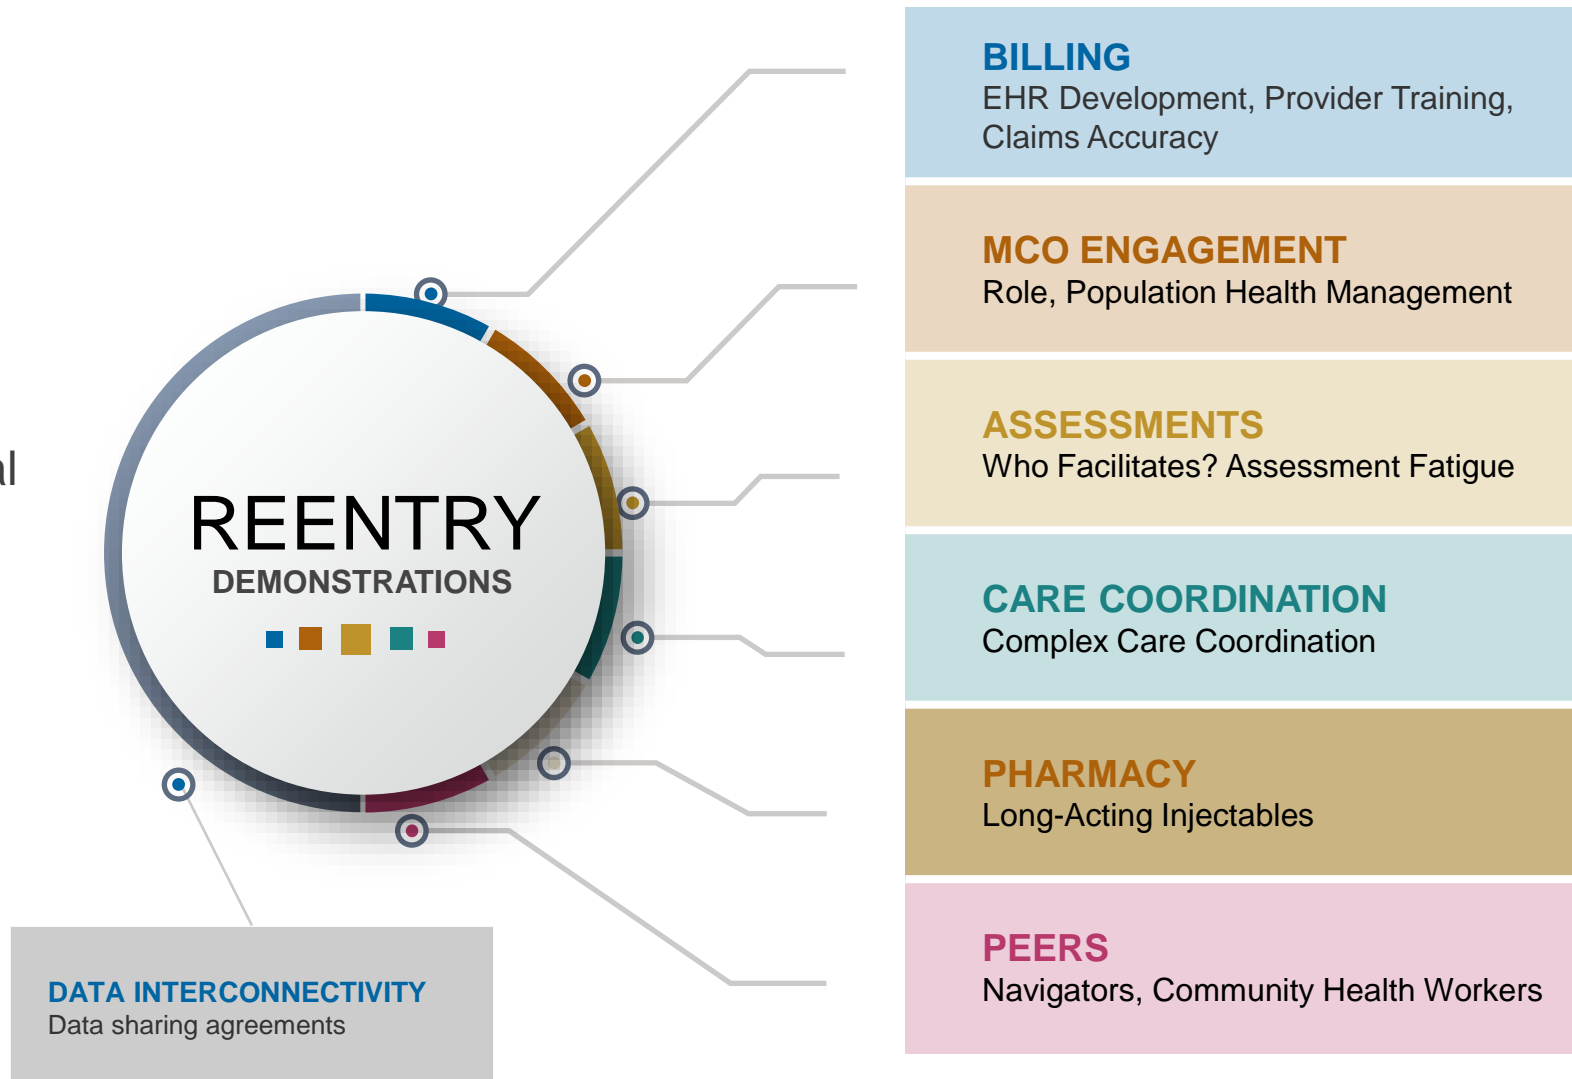 BILLING
EHR Development, Provider Training,
Claims Accuracy
MCO ENGAGEMENT
Role, Population Health Management
ASSESSMENTS
Who Facilitates? Assessment Fatigue
CARE COORDINATION
Complex Care Coordination
PHARMACY
Long-Acting Injectables
PEERS
Navigators, Community Health Workers
REENTRY
DEMONSTRATIONS
DATA INTERCONNECTIVITY
Data sharing agreements